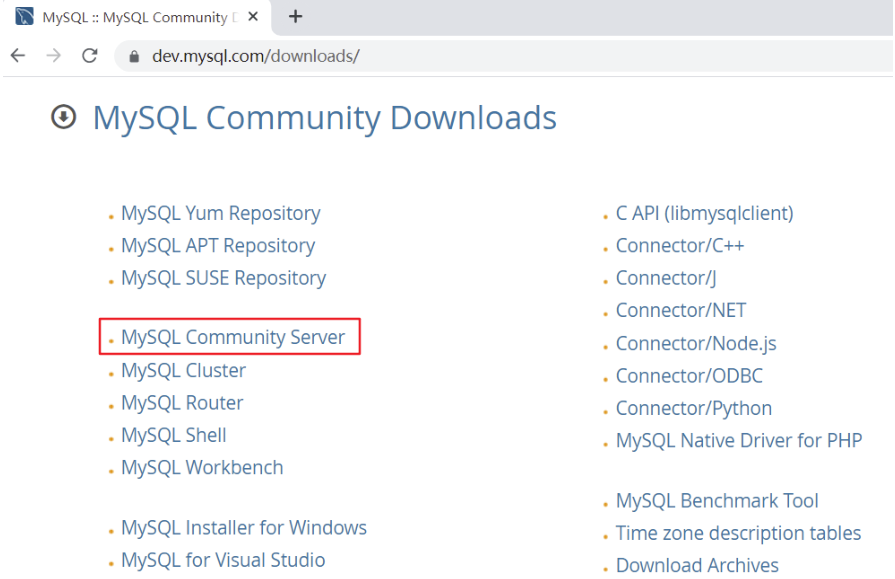 MySQL :: MySQL Community D
dev.mysql.com/downloads/
MySQL Community Downloads
MySQL Yum Repository
MySQL APT Repository
MySQL SUSE Repository
MySQL Community Server
MySQL Cluster
MySQL Router
MySQL Shell
MySQL Workbench
MySQL Installer for Windows
MySQL for Visual Studio
C API (libmysqlclient)
Connector/C++
Connector/J
Connector/NET
Connector/Node.js
Connector/ODBC
Connector/Python
MySQL Native Driver for PHP
MySQL Benchmark Tool
Time zone description tables
Download Archives